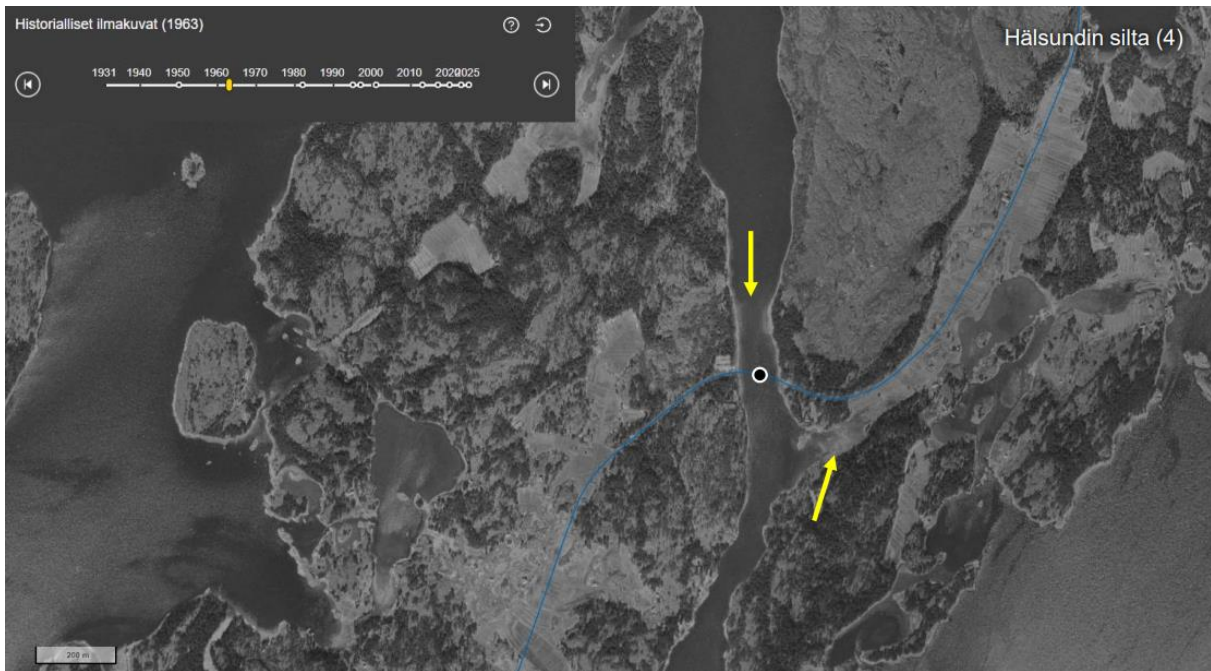 Historialliset ilmakuvat (1963)
Hälsundin silta (4)
1931 1940 1950 1960 1970 1980 1990 2000 2010 2020 2025
200 m